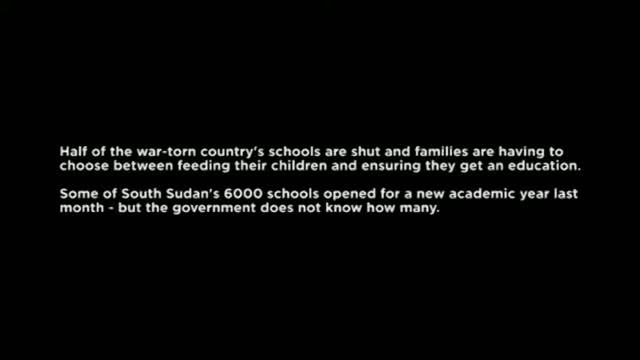 Half of the war-torn country's schools are shut and families are having to
choose between feeding their children and ensuring they get an education.
Some of South Sudan's 6000 schools opened for a new academic year last
month - but the government does not know how many.